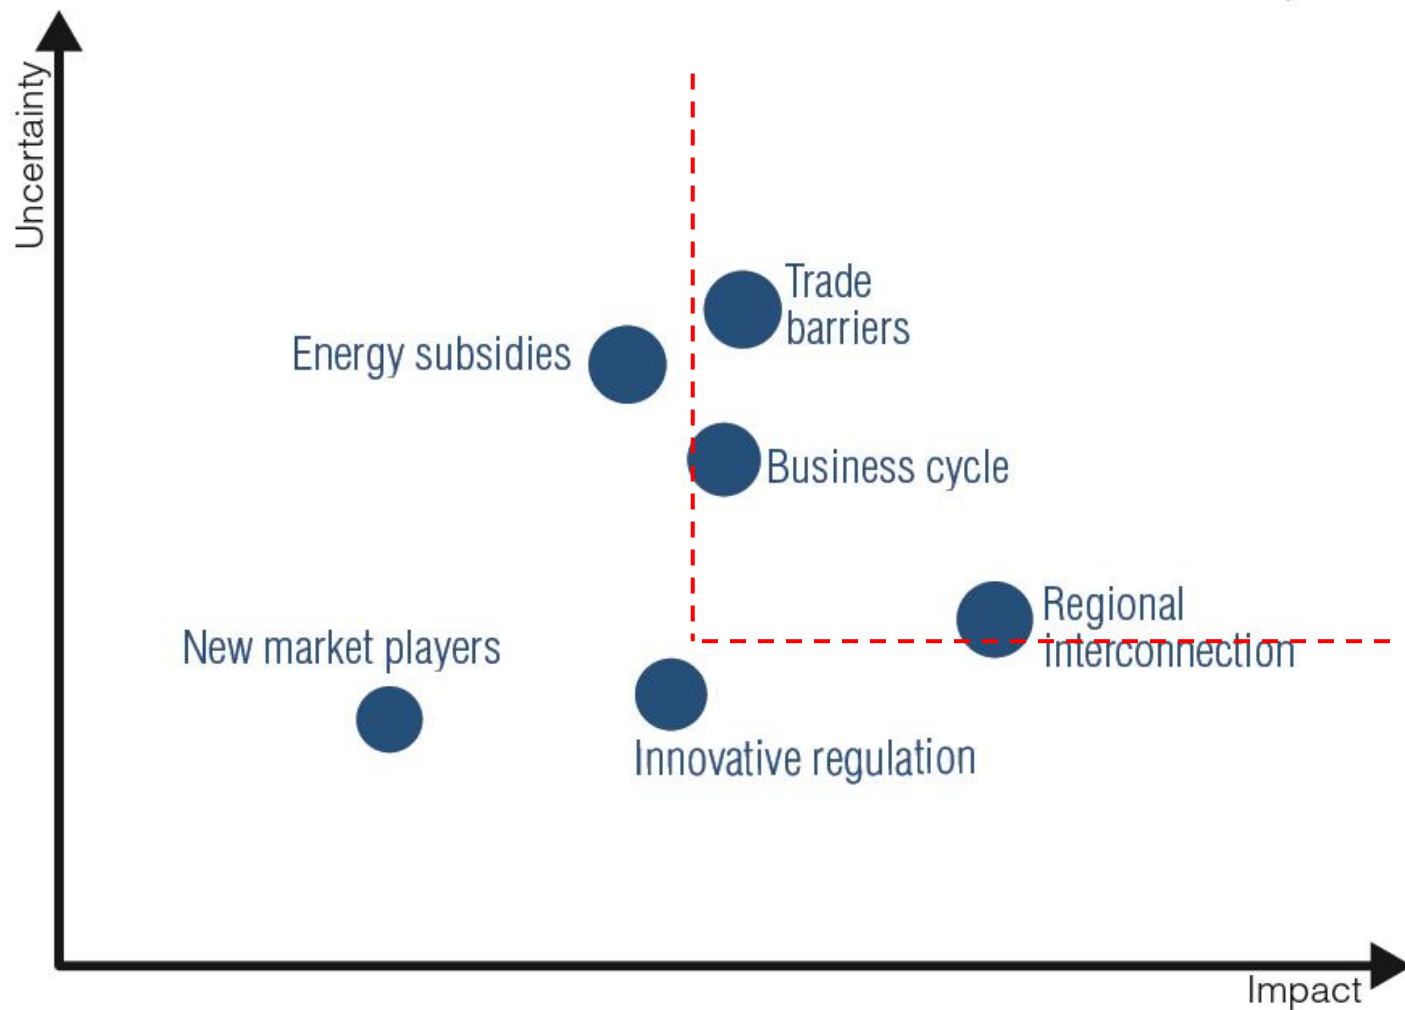 Uncertainty
Trade
barriers
Energy subsidies
Business cycle
Regional
interconnection
New market players
Innovative regulation
Impact